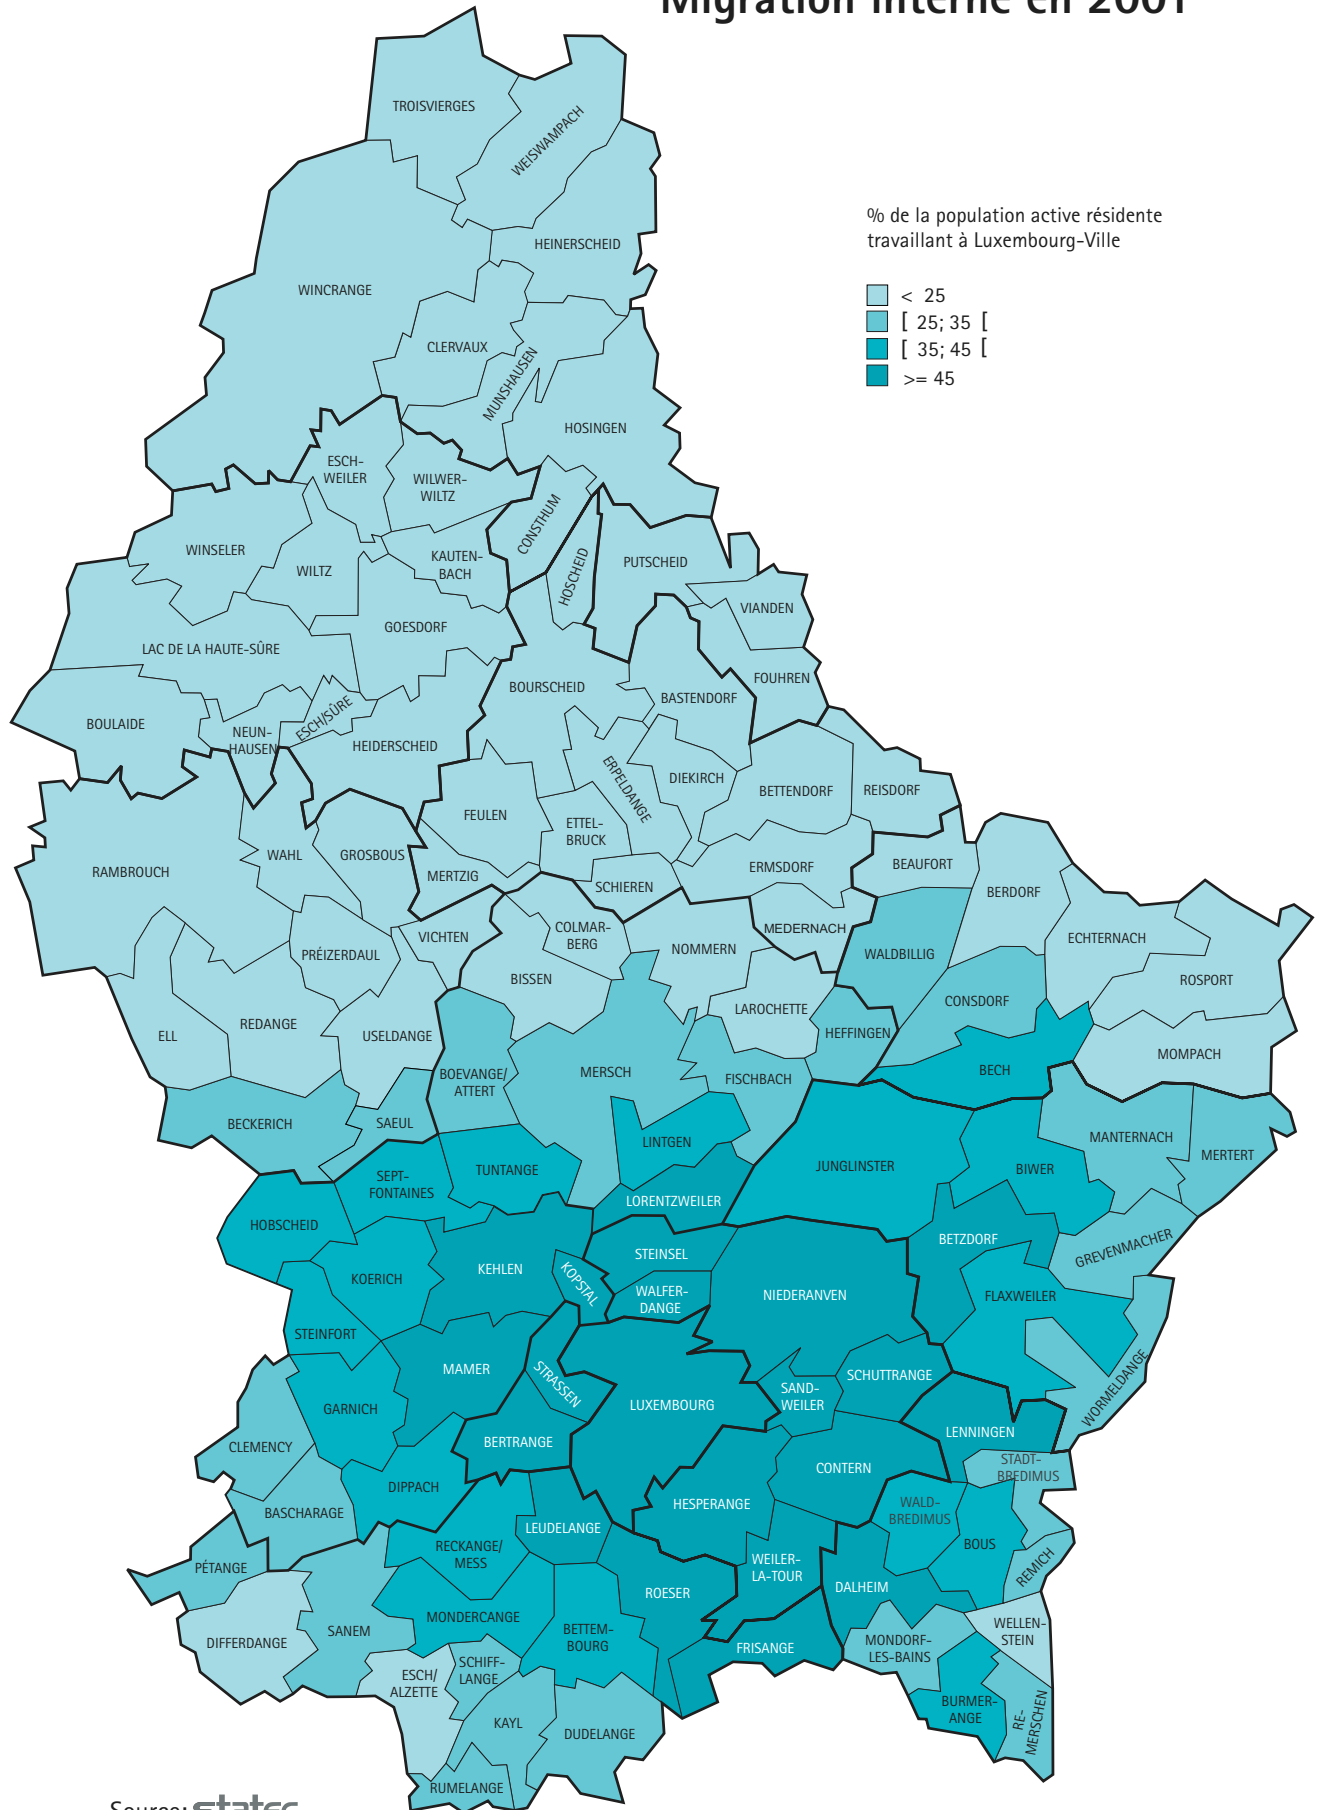 Migration interne en 2001
TROISVIERGES
WEISWAMPACH
% de la population active résidente
travaillant à Luxembourg-Ville
HEINERSCHEID
WINCRANGE
< 25
[ 25; 35 [
[ 35; 45 [
>= 45
CLERVAUX
MUNSHAUSEN
HOSINGEN
ESCH-
WEILER
WILWER-
WILTZ
CONSTHUM
WINSELER
WILTZ
KAUTEN-
BACH
HOSCHEID
PUTSCHEID
VIANDEN
GOESDORF
LAC DE LA HAUTE-SÛRE
FOUHREN
BOURSCHEID
BASTENDORF
BOULAIDE
NEUN-
HAUSEN
ESCH/SÛRE
HEIDERSCHEID
ERPELDANGE
DIEKIRCH
BETTENDORF
REISDORF
FEULEN
ETTEL-
BRUCK
RAMBROUCH
WAHL
GROSBOUS
MERTZIG
SCHIEREN
ERMSDORF
BEAUFORT
BERDORF
VICHTEN
COLMAR-
BERG
MEDERNACH
NOMMERN
ECHTERNACH
PRÉIZERDAUL
WALDBILLIG
BISSEN
ROSPORT
CONSDORF
LAROCHETTE
REDANGE
ELL
USELDANGE
HEFFINGEN
MOMPACH
BECH
BOEVANGE/
ATTERT
MERSCH
FISCHBACH
BECKERICH
SAEUL
LINTGEN
MANTERNACH
MERTERT
JUNGLINSTER
BIWER
SEPT-
FONTAINES
TUNTANGE
LORENTZWEILER
HOBSCHEID
BETZDORF
GREVENMACHER
STEINSEL
KEHLEN
KOPSTAL
KOERICH
WALFER-
DANGE
NIEDERANVEN
FLAXWEILER
STEINFORT
MAMER
STRASSEN
SCHUTTRANGE
SAND-
WEILER
WORMELDANGE
GARNICH
LUXEMBOURG
LENNINGEN
CLEMENCY
BERTRANGE
CONTERN
STADT-
BREDIMUS
DIPPACH
HESPERANGE
WALD-
BREDIMUS
BASCHARAGE
LEUDELANGE
BOUS
RECKANGE/
MESS
PÉTANGE
WEILER-
LA-TOUR
REMICH
ROESER
DALHEIM
MONDERCANGE
SANEM
DIFFERDANGE
BETTEM-
BOURG
WELLEN-
STEIN
FRISANGE
MONDORF-
LES-BAINS
SCHIFF-
LANGE
ESCH/
ALZETTE
BURMER-
ANGE
RE-
MERSCHEN
KAYL
DUDELANGE
RUMELANGE
Source: statec